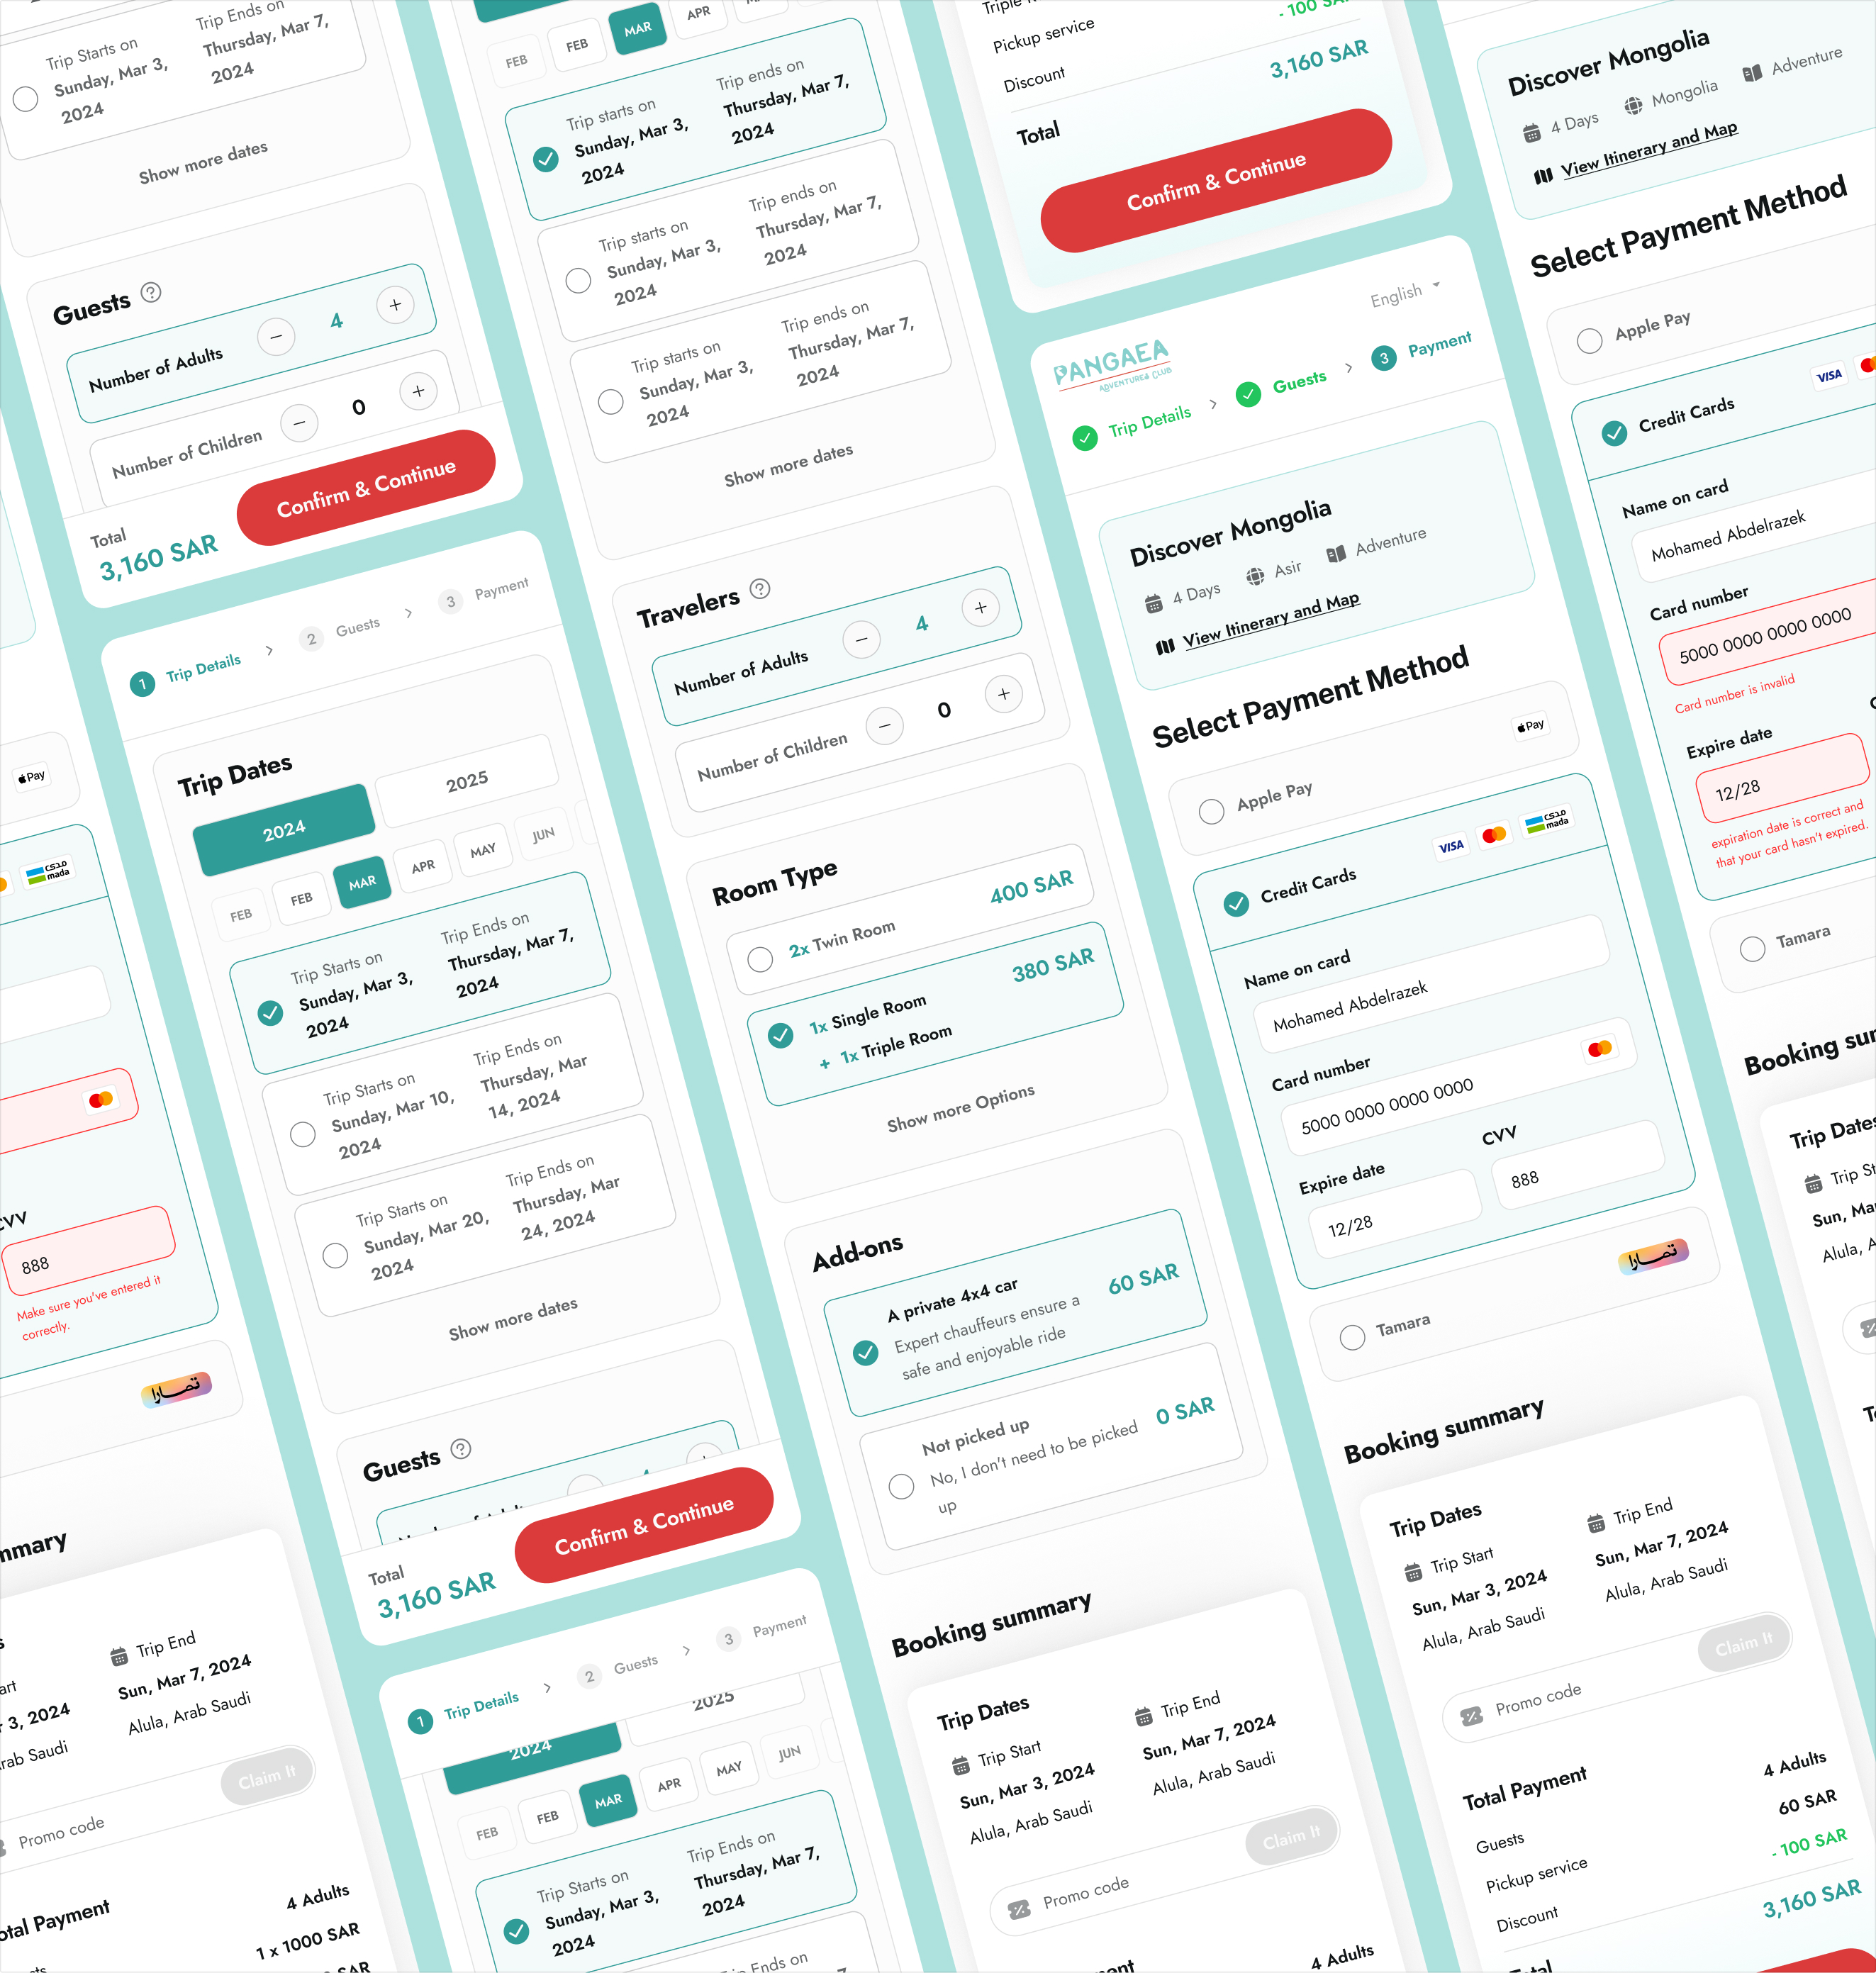 Trip Starts on
Sunday, Mar 3,
2024
Trip Ends on
Thursday, Mar 7,
2024
Show more dates
Guests
Number of Adults
4
Number of Children
0
Total
3,160 SAR
Confirm & Continue
Pay
mada
CVV
888
Make sure you've entered it
correctly.
تمارا
Trip End
Sun, Mar 7, 2024
Alula, Arab Saudi
Claim It
Promo code
4 Adults
1 x 1000 SAR
1
Trip Details
2
Guests
3
Payment
Trip Dates
2024
2025
FEB
FEB
MAR
APR
MAY
JUN
Trip Starts on
Sunday, Mar 3,
2024
Trip Ends on
Thursday, Mar 7,
2024
Trip Starts on
Sunday, Mar 10,
2024
Trip Ends on
Thursday, Mar
14, 2024
Trip Starts on
Sunday, Mar 20,
2024
Trip Ends on
Thursday, Mar
24, 2024
Show more dates
Guests
Total
3,160 SAR
Confirm & Continue
1
Trip Details
2
Guests
3
Payment
2024
2025
FEB
FEB
MAR
APR
MAY
JUN
Trip Starts on
Sunday, Mar 3,
2024
Trip Ends on
Thursday, Mar 7,
2024
FEB
FEB
MAR
APR
Trip starts on
Sunday, Mar 3,
2024
Trip ends on
Thursday, Mar 7,
2024
Trip starts on
Sunday, Mar 3,
2024
Trip ends on
Thursday, Mar 7,
2024
Trip starts on
Sunday, Mar 3,
2024
Trip ends on
Thursday, Mar 7,
2024
Show more dates
Travelers
Number of Adults
4
Number of Children
0
Room Type
2x Twin Room
400 SAR
1x Single Room
+ 1x Triple Room
380 SAR
Show more Options
Add-ons
A private 4x4 car
Expert chauffeurs ensure a
safe and enjoyable ride
60 SAR
Not picked up
No, I don't need to be picked
up
0 SAR
Booking summary
Trip Dates
Trip Start
Sun, Mar 3, 2024
Alula, Arab Saudi
Trip End
Sun, Mar 7, 2024
Alula, Arab Saudi
Promo code
Claim It
4 Adults
Pickup service
Discount
- 100 SAR
3,160 SAR
Total
Confirm & Continue
English
PANGAEA
ADVENTURES CLUB
Trip Details
Guests
3
Payment
Discover Mongolia
4 Days
Asir
Adventure
View Itinerary and Map
Select Payment Method
Apple Pay
Pay
Credit Cards
VISA
مدى
mada
Name on card
Mohamed Abdelrazek
Card number
5000 0000 0000 0000
Expire date
12/28
CVV
888
Tamara
تمارا
Booking summary
Trip Dates
Trip Start
Sun, Mar 3, 2024
Alula, Arab Saudi
Trip End
Sun, Mar 7, 2024
Alula, Arab Saudi
Promo code
Claim It
Total Payment
4 Adults
Guests
60 SAR
Pickup service
- 100 SAR
Discount
3,160 SAR
Total
Discover Mongolia
4 Days
Mongolia
Adventure
View Itinerary and Map
Select Payment Method
Apple Pay
Credit Cards
VISA
Name on card
Mohamed Abdelrazek
Card number
5000 0000 0000 0000
Card number is invalid
Expire date
12/28
expiration date is correct and
that your card hasn't expired.
Tamara
Booking
Trip Dates